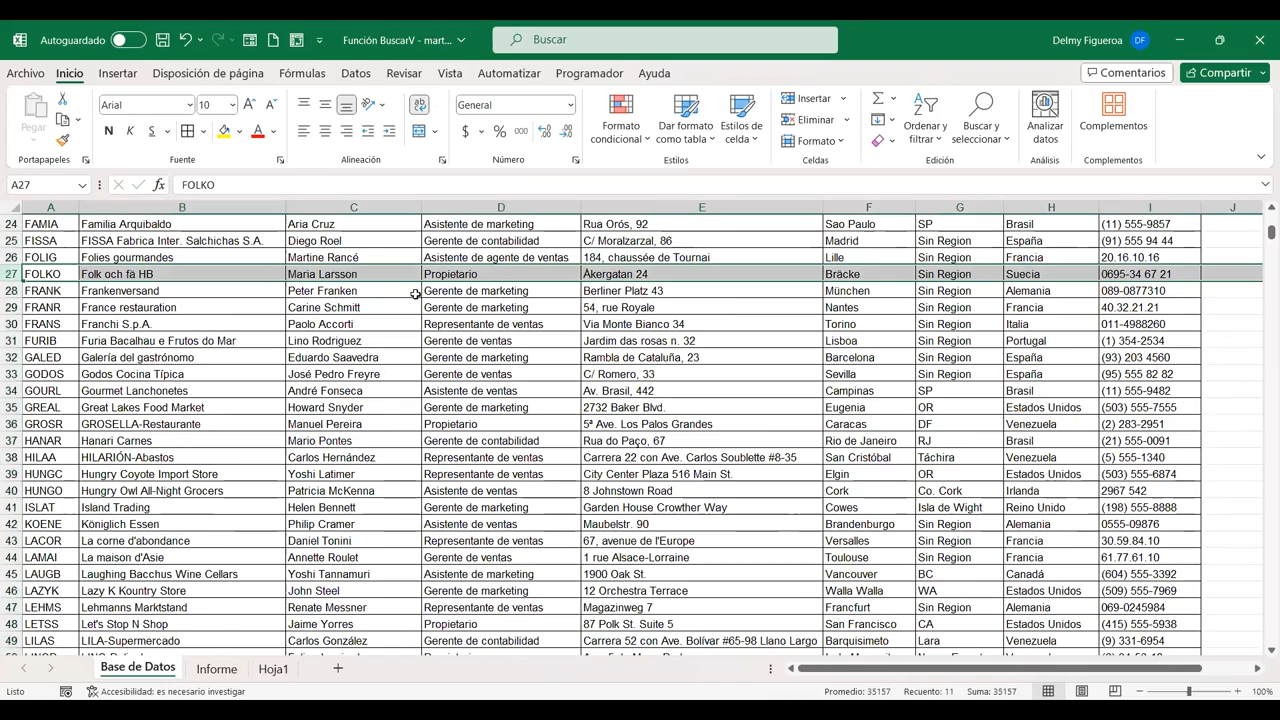 Autoguardado Función BuscarV - mart... Buscar Delmy Figueroa DF
Archivo Inicio Insertar Disposición de página Fórmulas Datos Revisar Vista Automatizar Programador Ayuda Comentarios Compartir
Pegar Arial 10 General Formato condicional Dar formato como tabla Estilos de celda Insertar Eliminar Formato Ordenar y filtrar Buscar y seleccionar Analizar datos Complementos
N K S $ % 000
Portapapeles Fuente Alineación Número Estilos Celdas Edición Análisis Complementos
A27 fx FOLKO
A B C D E F G H I J
24 FAMIA Familia Arquibaldo Aria Cruz Asistente de marketing Rua Orós, 92 Sao Paulo SP Brasil (11) 555-9857
25 FISSA FISSA Fabrica Inter. Salchichas S.A. Diego Roel Gerente de contabilidad C/ Moralzarzal, 86 Madrid Sin Region España (91) 555 94 44
26 FOLIG Folies gourmandes Martine Rancé Asistente de agente de ventas 184, chaussée de Tournai Lille Sin Region Francia 20.16.10.16
27 FOLKO Folk och fä HB Maria Larsson Propietario Åkergatan 24 Bräcke Sin Region Suecia 0695-34 67 21
28 FRANK Frankenversand Peter Franken Gerente de marketing Berliner Platz 43 München Sin Region Alemania 089-0877310
29 FRANR France restauration Carine Schmitt Gerente de marketing 54, rue Royale Nantes Sin Region Francia 40.32.21.21
30 FRANS Franchi S.p.A. Paolo Accorti Representante de ventas Via Monte Bianco 34 Torino Sin Region Italia 011-4988260
31 FURIB Furia Bacalhau e Frutos do Mar Lino Rodriguez Gerente de ventas Jardim das rosas n. 32 Lisboa Sin Region Portugal (1) 354-2534
32 GALED Galería del gastrónomo Eduardo Saavedra Gerente de marketing Rambla de Cataluña, 23 Barcelona Sin Region España (93) 203 4560
33 GODOS Godos Cocina Típica José Pedro Freyre Gerente de ventas C/ Romero, 33 Sevilla Sin Region España (95) 555 82 82
34 GOURL Gourmet Lanchonetes André Fonseca Asistente de ventas Av. Brasil, 442 Campinas SP Brasil (11) 555-9482
35 GREAL Great Lakes Food Market Howard Snyder Gerente de marketing 2732 Baker Blvd. Eugenia OR Estados Unidos (503) 555-7555
36 GROSR GROSELLA-Restaurante Manuel Pereira Propietario 5ª Ave. Los Palos Grandes Caracas DF Venezuela (2) 283-2951
37 HANAR Hanari Carnes Mario Pontes Gerente de contabilidad Rua do Paço, 67 Rio de Janeiro RJ Brasil (21) 555-0091
38 HILAA HILARIÓN-Abastos Carlos Hernández Representante de ventas Carrera 22 con Ave. Carlos Soublette #8-35 San Cristóbal Táchira Venezuela (5) 555-1340
39 HUNGC Hungry Coyote Import Store Yoshi Latimer Representante de ventas City Center Plaza 516 Main St. Elgin OR Estados Unidos (503) 555-6874
40 HUNGO Hungry Owl All-Night Grocers Patricia McKenna Asistente de ventas 8 Johnstown Road Cork Co. Cork Irlanda 2967 542
41 ISLAT Island Trading Helen Bennett Gerente de marketing Garden House Crowther Way Cowes Isla de Wight Reino Unido (198) 555-8888
42 KOENE Königlich Essen Philip Cramer Asistente de ventas Maubelstr. 90 Brandenburgo Sin Region Alemania 0555-09876
43 LACOR La corne d'abondance Daniel Tonini Representante de ventas 67, avenue de l'Europe Versalles Sin Region Francia 30.59.84.10
44 LAMAI La maison d'Asie Annette Roulet Gerente de ventas 1 rue Alsace-Lorraine Toulouse Sin Region Francia 61.77.61.10
45 LAUGB Laughing Bacchus Wine Cellars Yoshi Tannamuri Asistente de marketing 1900 Oak St. Vancouver BC Canadá (604) 555-3392
46 LAZYK Lazy K Kountry Store John Steel Gerente de marketing 12 Orchestra Terrace Walla Walla WA Estados Unidos (509) 555-7969
47 LEHMS Lehmanns Marktstand Renate Messner Representante de ventas Magazinweg 7 Francfurt Sin Region Alemania 069-0245984
48 LETSS Let's Stop N Shop Jaime Yorres Propietario 87 Polk St. Suite 5 San Francisco CA Estados Unidos (415) 555-5938
49 LILAS LILA-Supermercado Carlos González Gerente de contabilidad Carrera 52 con Ave. Bolívar #65-98 Llano Largo Barquisimeto Lara Venezuela (9) 331-6954
Base de Datos Informe Hoja1
Listo Accesibilidad: es necesario investigar Promedio: 35157 Recuento: 11 Suma: 35157 100%